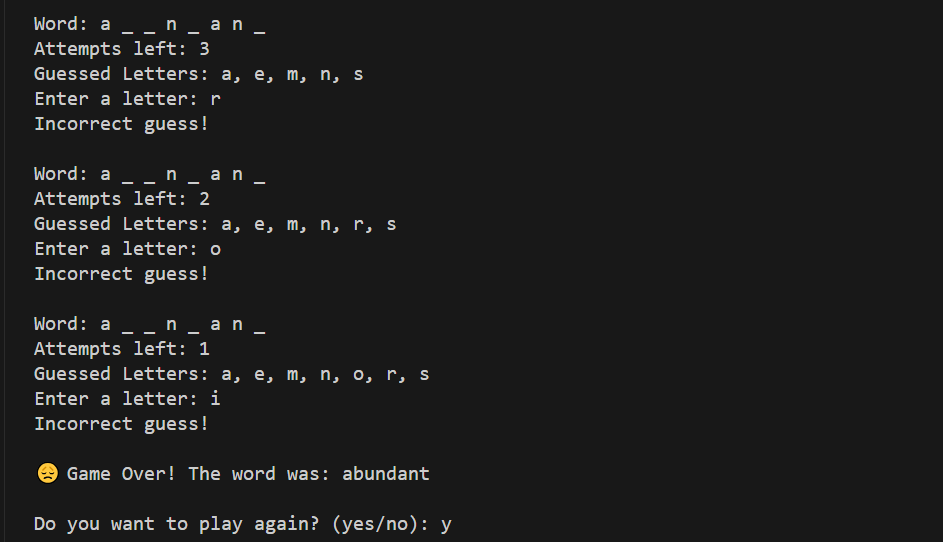 Word: a _ _ n _ a n _
Attempts left: 3
Guessed Letters: a, e, m, n, s
Enter a letter: r
Incorrect guess!
Word: a _ _ n _ a n _
Attempts left: 2
Guessed Letters: a, e, m, n, r, s
Enter a letter: o
Incorrect guess!
Word: a _ _ n _ a n _
Attempts left: 1
Guessed Letters: a, e, m, n, o, r, s
Enter a letter: i
Incorrect guess!
😔 Game Over! The word was: abundant
Do you want to play again? (yes/no): y